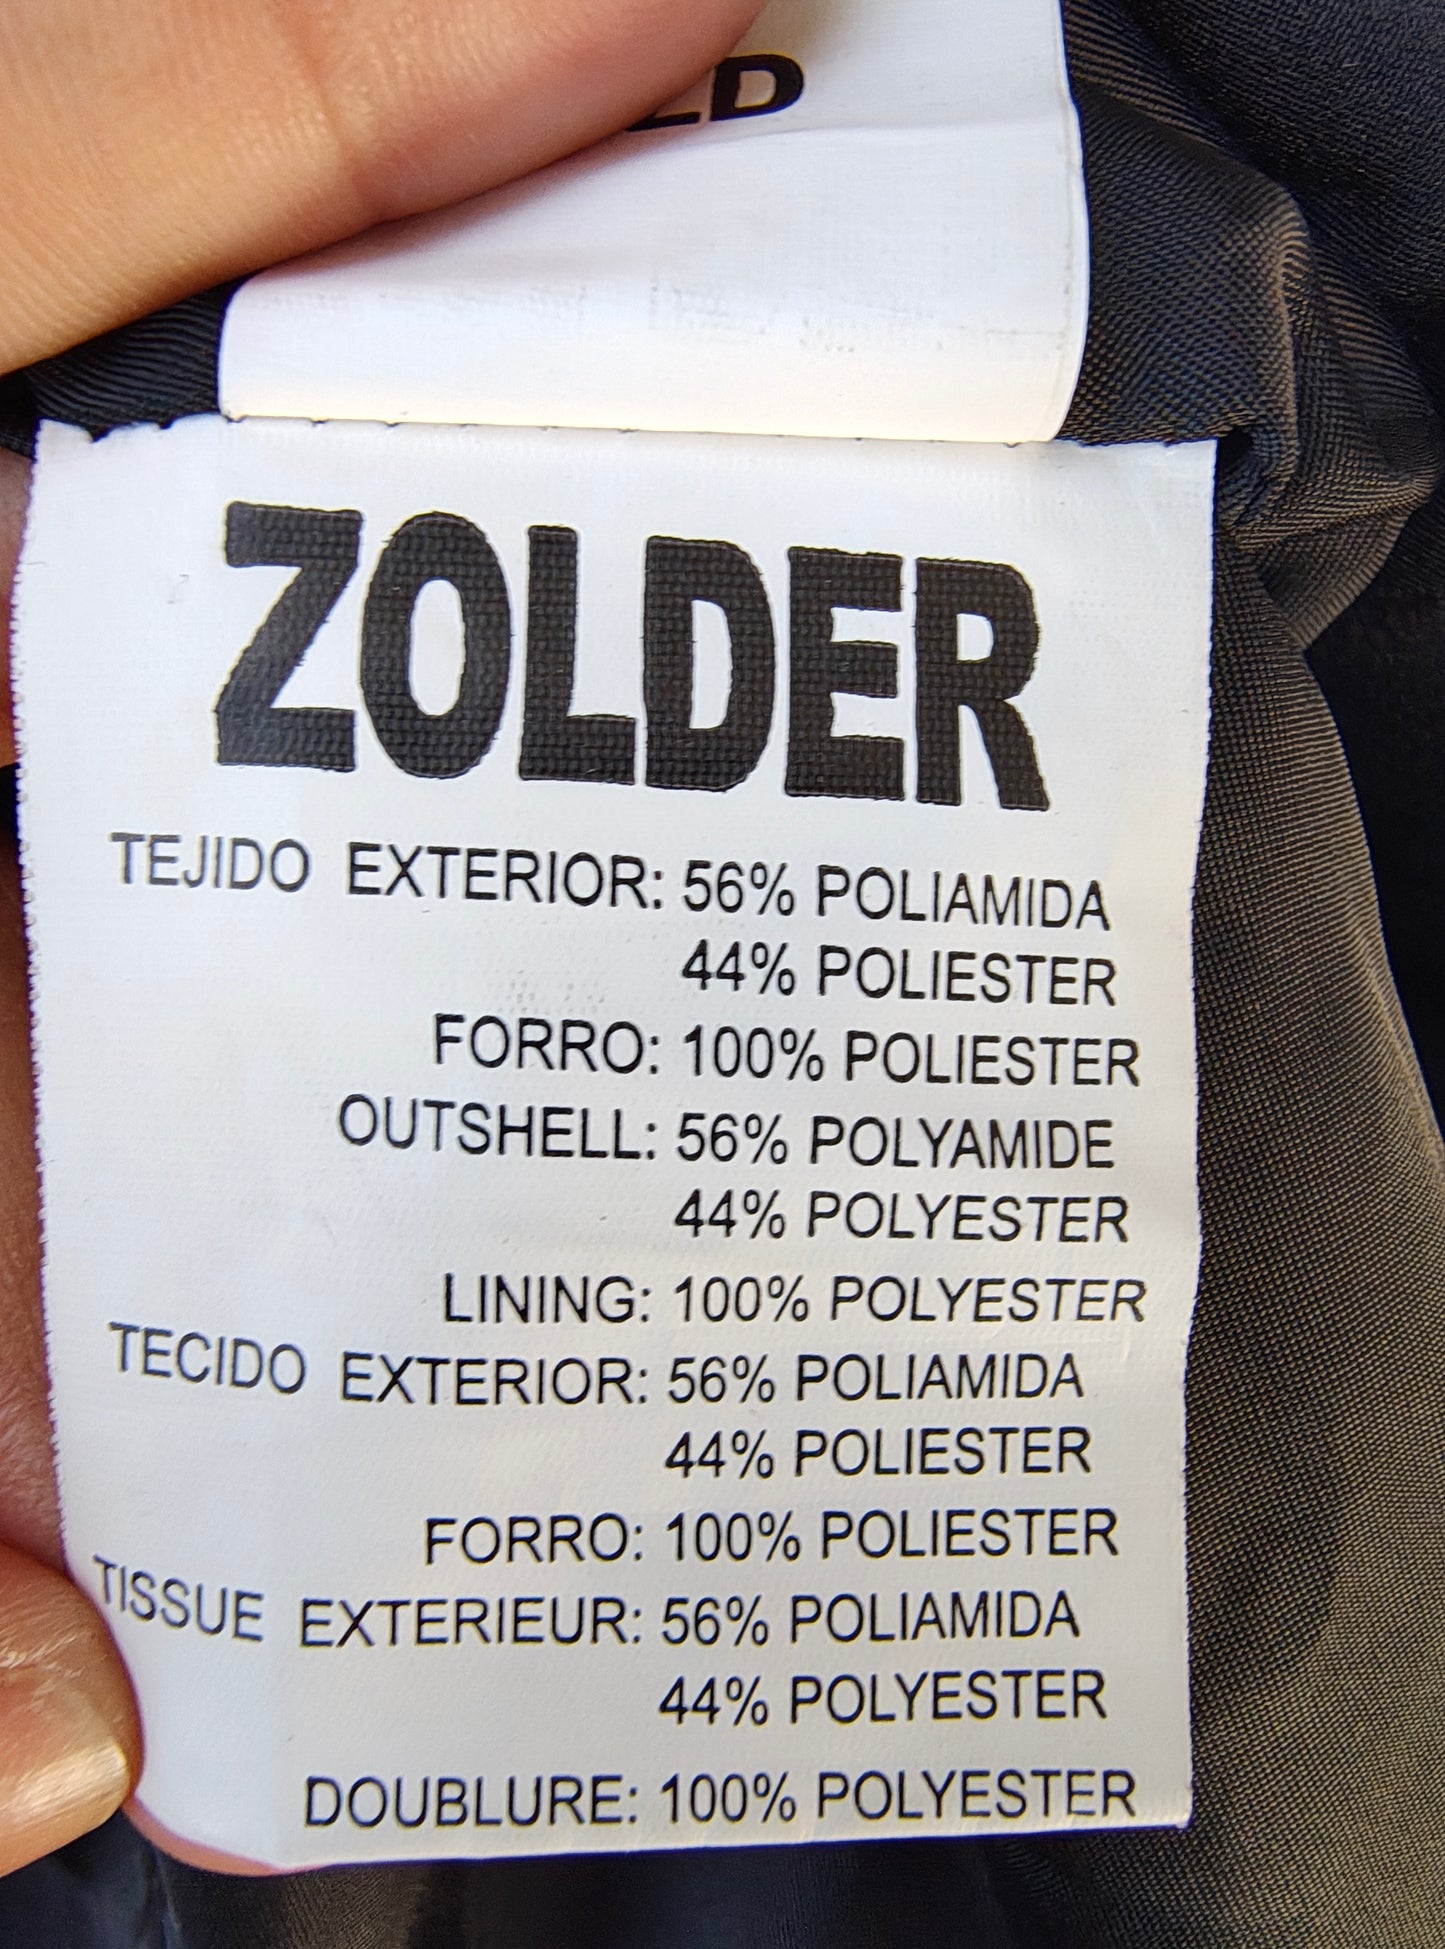 ZOLDER
TEJIDO EXTERIOR: 56% POLIAMIDA
44% POLIESTER
FORRO: 100% POLIESTER
OUTSHELL: 56% POLYAMIDE
44% POLYESTER
LINING: 100% POLYESTER
TECIDO EXTERIOR: 56% POLIAMIDA
44% POLIESTER
FORRO: 100% POLIESTER
TISSUE EXTERIEUR: 56% POLIAMIDA
44% POLYESTER
DOUBLURE: 100% POLYESTER